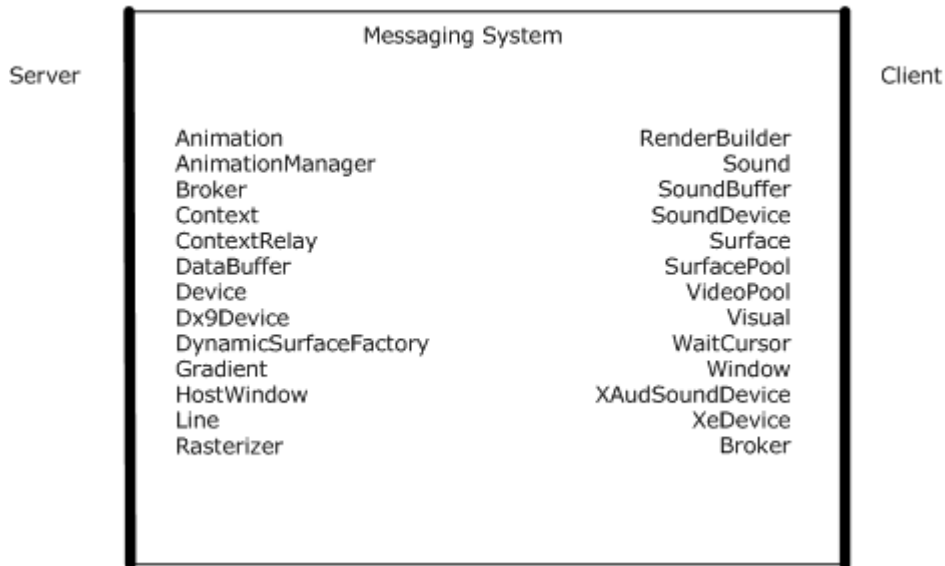 Messaging System
Server
Client
Animation
AnimationManager
Broker
Context
ContextRelay
DataBuffer
Device
Dx9Device
DynamicSurfaceFactory
Gradient
HostWindow
Line
Rasterizer
RenderBuilder
Sound
SoundBuffer
SoundDevice
Surface
SurfacePool
VideoPool
Visual
WaitCursor
Window
XAudSoundDevice
XeDevice
Broker